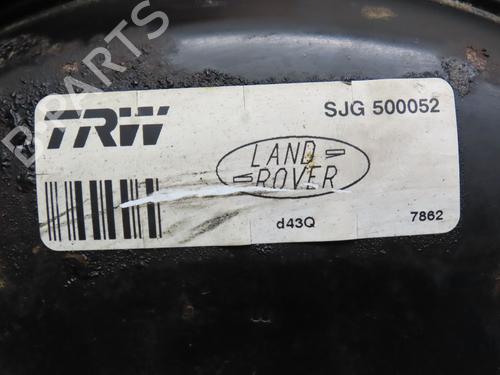 BPARTS
TRW
SJG 500052
LAND
ROVER
d43Q
7862